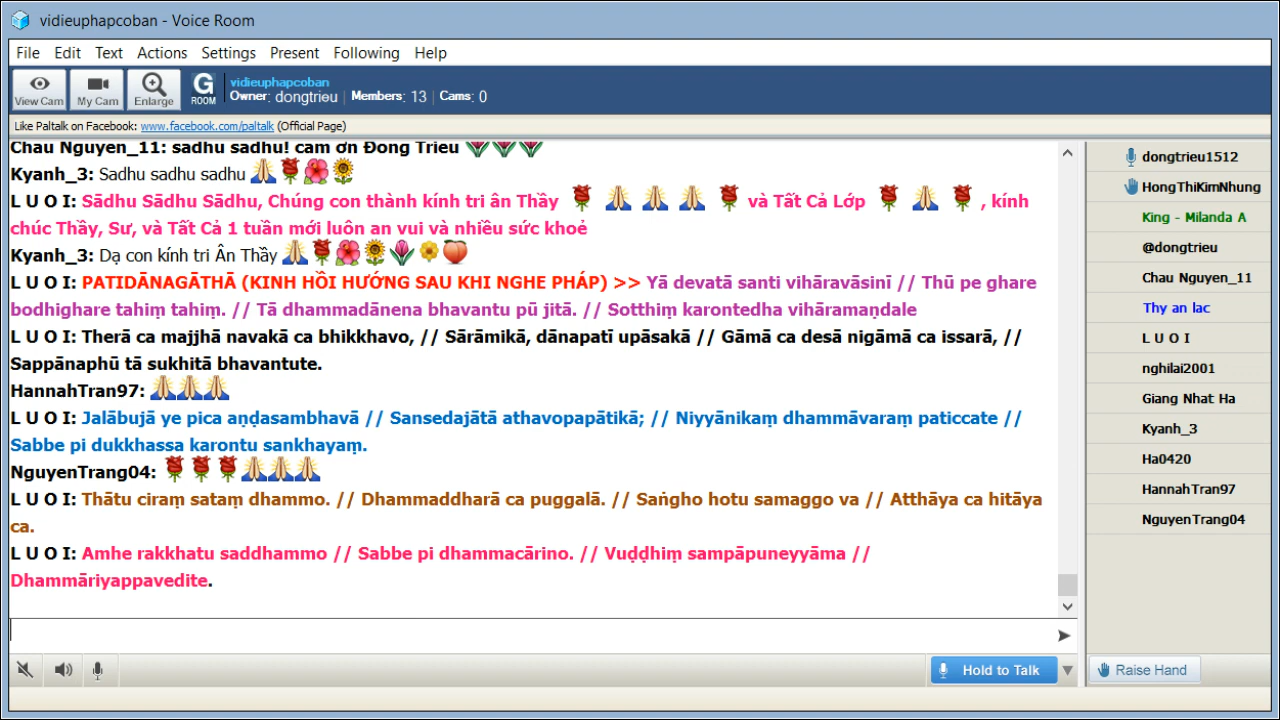 vidieuphapcoban - Voice Room
File Edit Text Actions Settings Present Following Help
View Cam My Cam Enlarge G ROOM
vidieuphapcoban
Owner: dongtrieu | Members: 13 | Cams: 0
Like Paltalk on Facebook: www.facebook.com/paltalk (Official Page)
Chau Nguyen_11: sadhu sadhu! cảm ơn Đong Trieu
Kyanh_3: Sadhu sadhu sadhu
L U O I: Sādhu Sādhu Sādhu, Chúng con thành kính tri ân Thầy và Tất Cả Lớp , kính
chúc Thầy, Sư, và Tất Cả 1 tuần mới luôn an vui và nhiều sức khoẻ
Kyanh_3: Dạ con kính tri Ân Thầy
L U O I: PATIDĀNAGĀTHĀ (KINH HỒI HƯỚNG SAU KHI NGHE PHÁP) >> Yā devatā santi vihāravāsinī // Thū pe ghare
bodhighare tahiṃ tahiṃ. // Tā dhammadānena bhavantu pū jitā. // Sotthiṃ karontedha vihāramaṇdale
L U O I: Therā ca majjhā navakā ca bhikkhavo, // Sārāmikā, dānapatī upāsakā // Gāmā ca desā nigāmā ca issarā, //
Sappānaphū tā sukhitā bhavantute.
HannahTran97:
L U O I: Jalābujā ye pica aṇḍasambhavā // Sansedajātā athavopapātikā; // Niyyānikaṃ dhammāvaraṃ paticcate //
Sabbe pi dukkhassa karontu sankhayaṃ.
NguyenTrang04:
L U O I: Thātu ciraṃ sataṃ dhammo. // Dhammaddharā ca puggalā. // Saṅgho hotu samaggo va // Atthāya ca hitāya
ca.
L U O I: Amhe rakkhatu saddhammo // Sabbe pi dhammacārino. // Vuḍḍhiṃ sampāpuneyyāma //
Dhammāriyappavedite.
Hold to Talk
dongtrieu1512
HongThiKimNhung
King - Milanda A
@dongtrieu
Chau Nguyen_11
Thy an lac
L U O I
nghilai2001
Giang Nhat Ha
Kyanh_3
Ha0420
HannahTran97
NguyenTrang04
Raise Hand